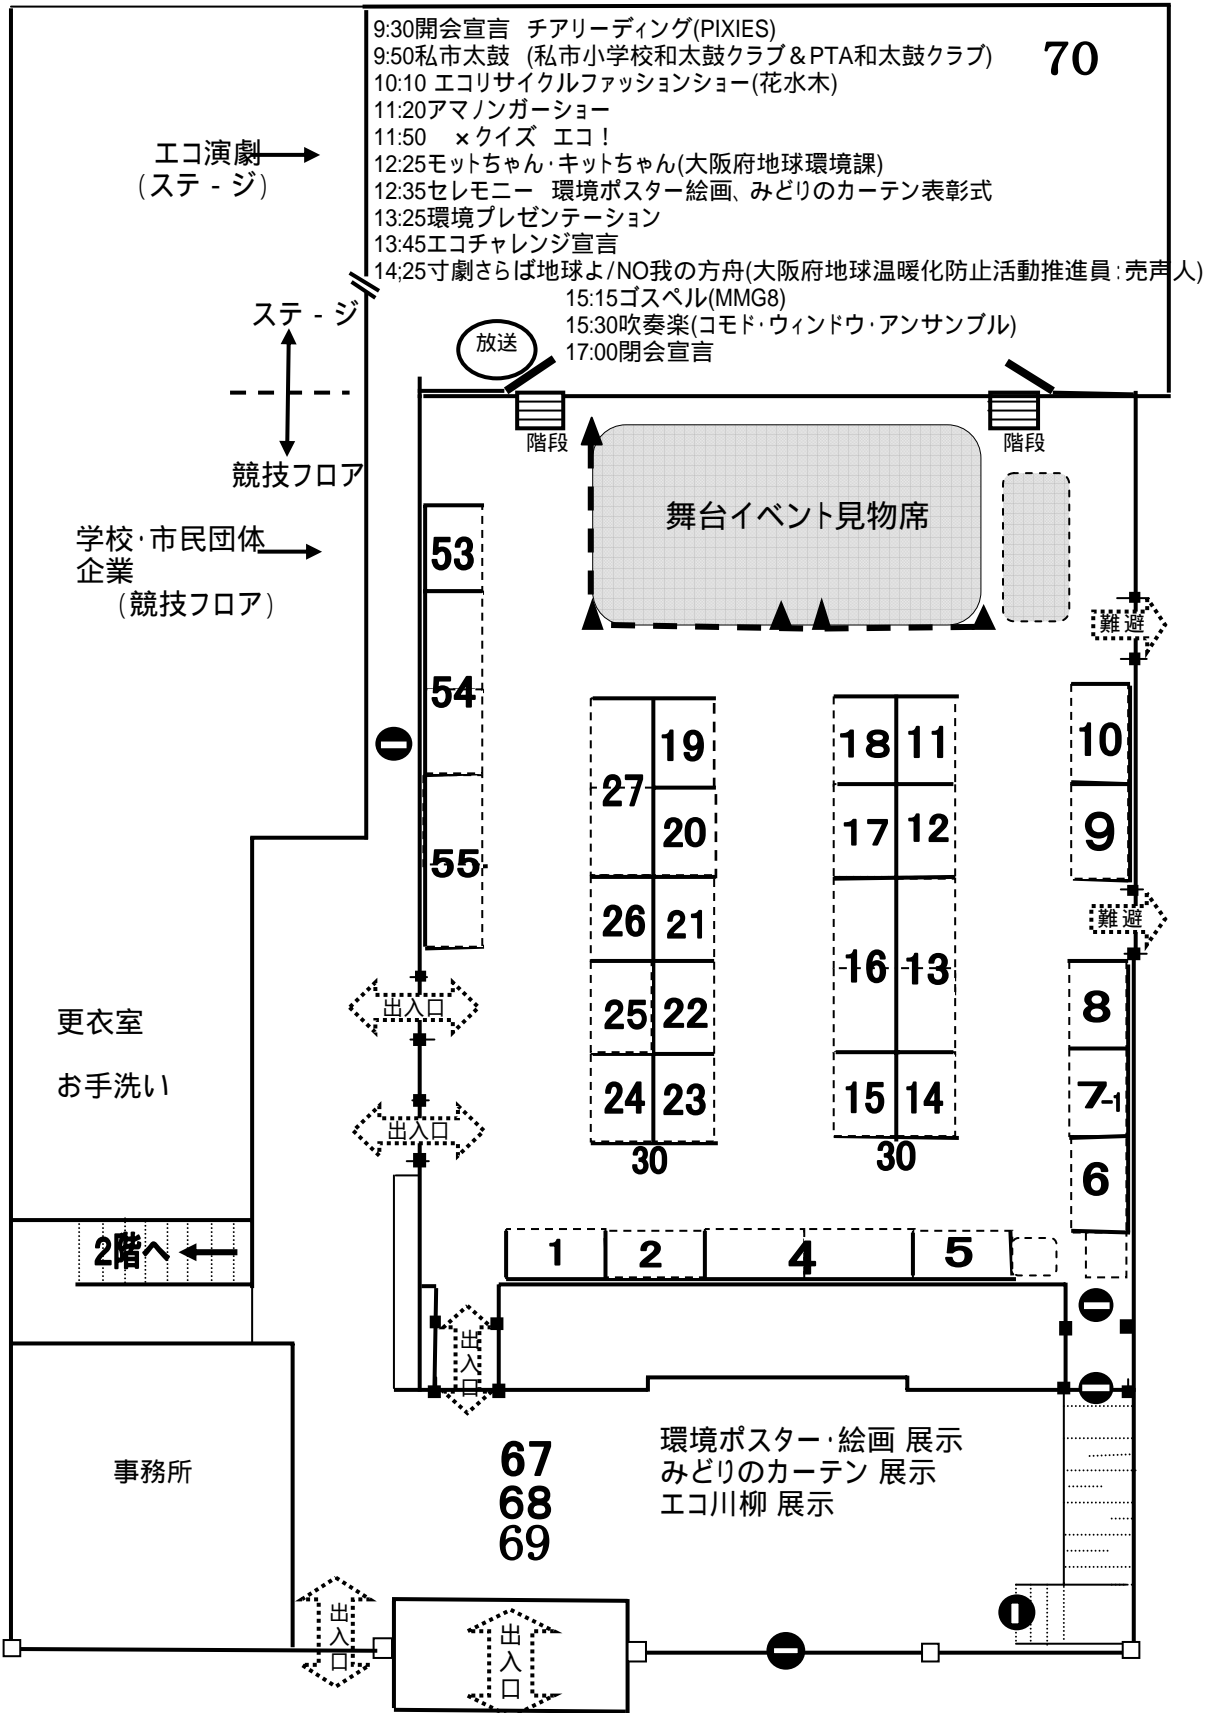 9:30開会宣言 チアリーディング(PIXIES)
9:50私市太鼓 (私市小学校和太鼓クラブ&PTA和太鼓クラブ)
70
10:10 エコリサイクルファッションショー(花水木)
11:20アマノンガーショー
11:50 ×クイズ エコ!
12:25モットちゃん・キットちゃん(大阪府地球環境課)
12:35セレモニー 環境ポスター絵画、みどりのカーテン表彰式
13:25環境プレゼンテーション
13:45エコチャレンジ宣言
14;25寸劇さらば地球よ/NO我の方舟(大阪府地球温暖化防止活動推進員:売声人)
15:15ゴスペル(MMG8)
15:30吹奏楽(コモド・ウィンドウ・アンサンブル)
17:00閉会宣言
エコ演劇
(ステ-ジ)
ステ-ジ
競技フロア
学校・市民団体
企業
(競技フロア)
放送
階段
階段
舞台イベント見物席
難避
難避
53
54
55
19
27
20
26
21
25
22
24
23
30
18
11
17
12
16
13
15
14
30
10
9
8
7-1
6
出入口
出入口
更衣室
お手洗い
2階へ
1
2
4
5
出入口
事務所
67
68
69
環境ポスター・絵画 展示
みどりのカーテン 展示
エコ川柳 展示
出入口
出入口